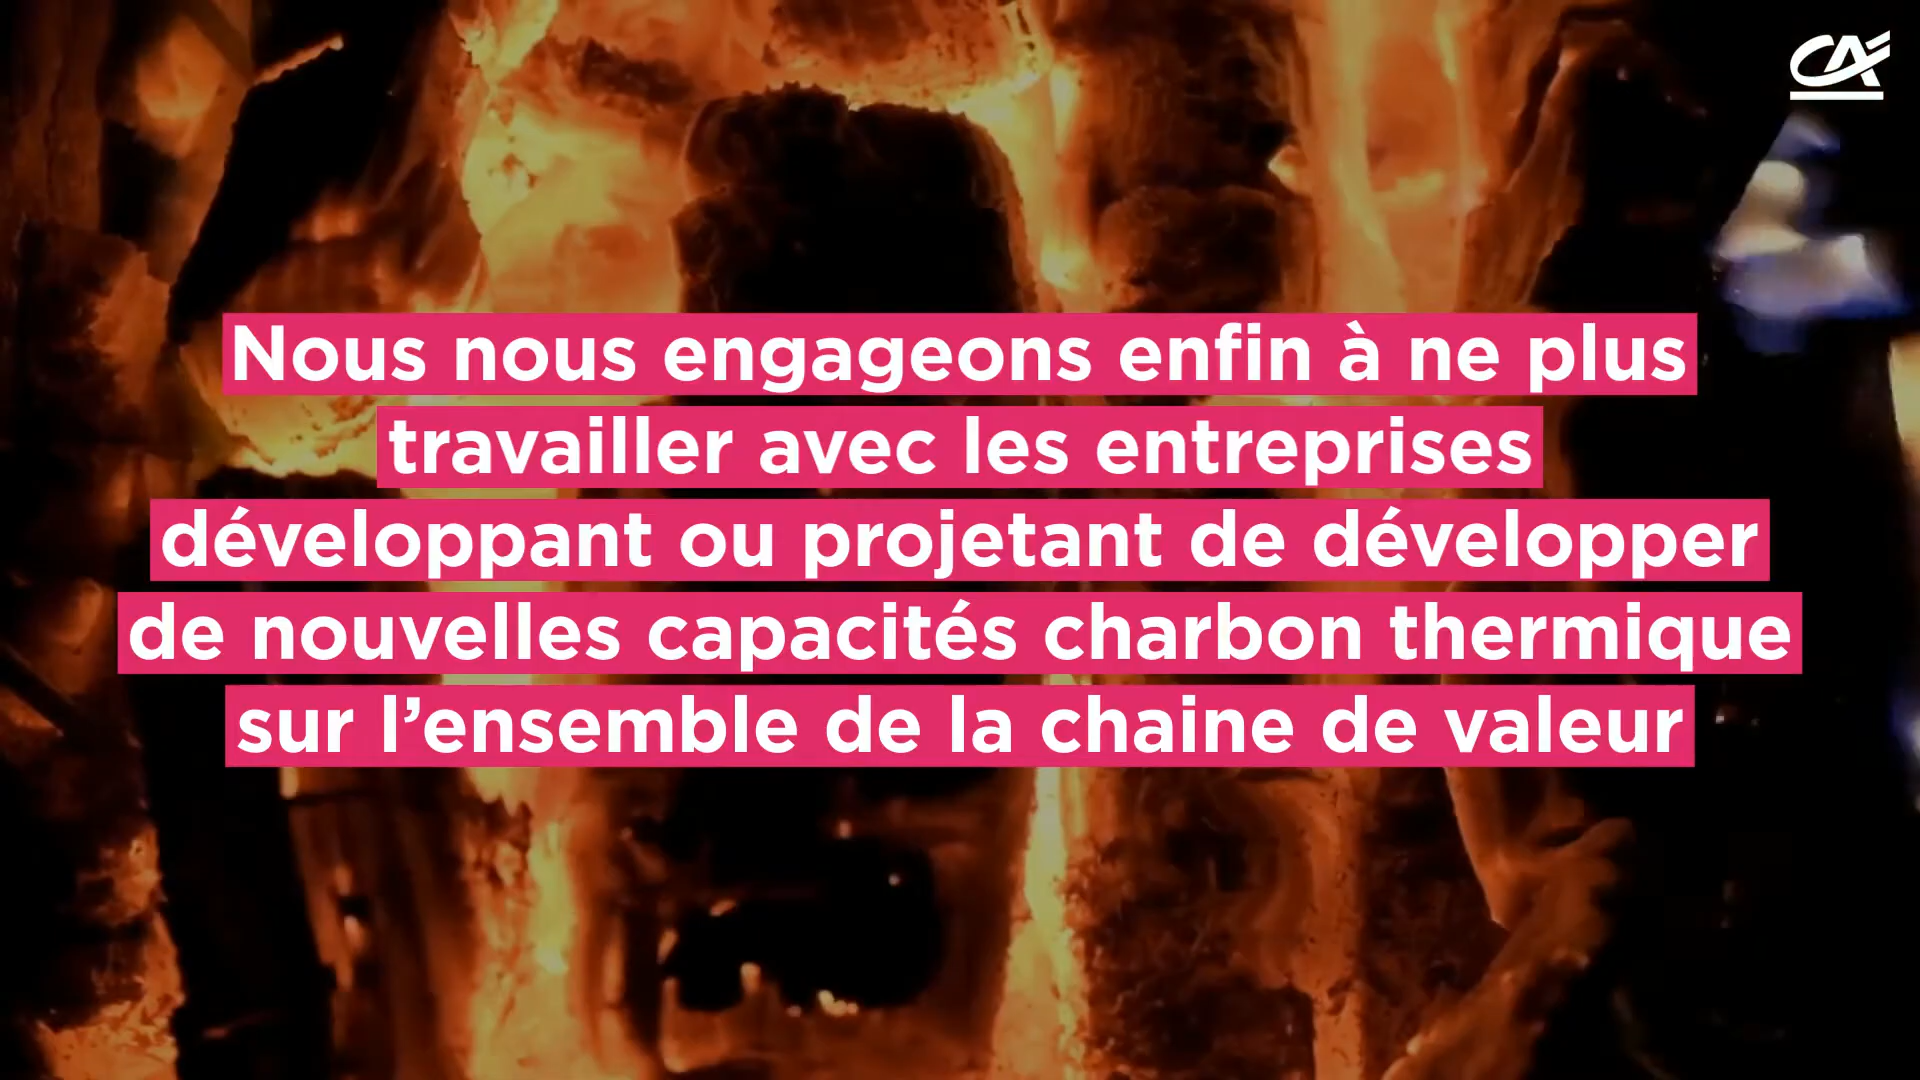 CA
Nous nous engageons enfin à ne plus
travailler avec les entreprises
développant ou projetant de développer
de nouvelles capacités charbon thermique
sur l’ensemble de la chaine de valeur